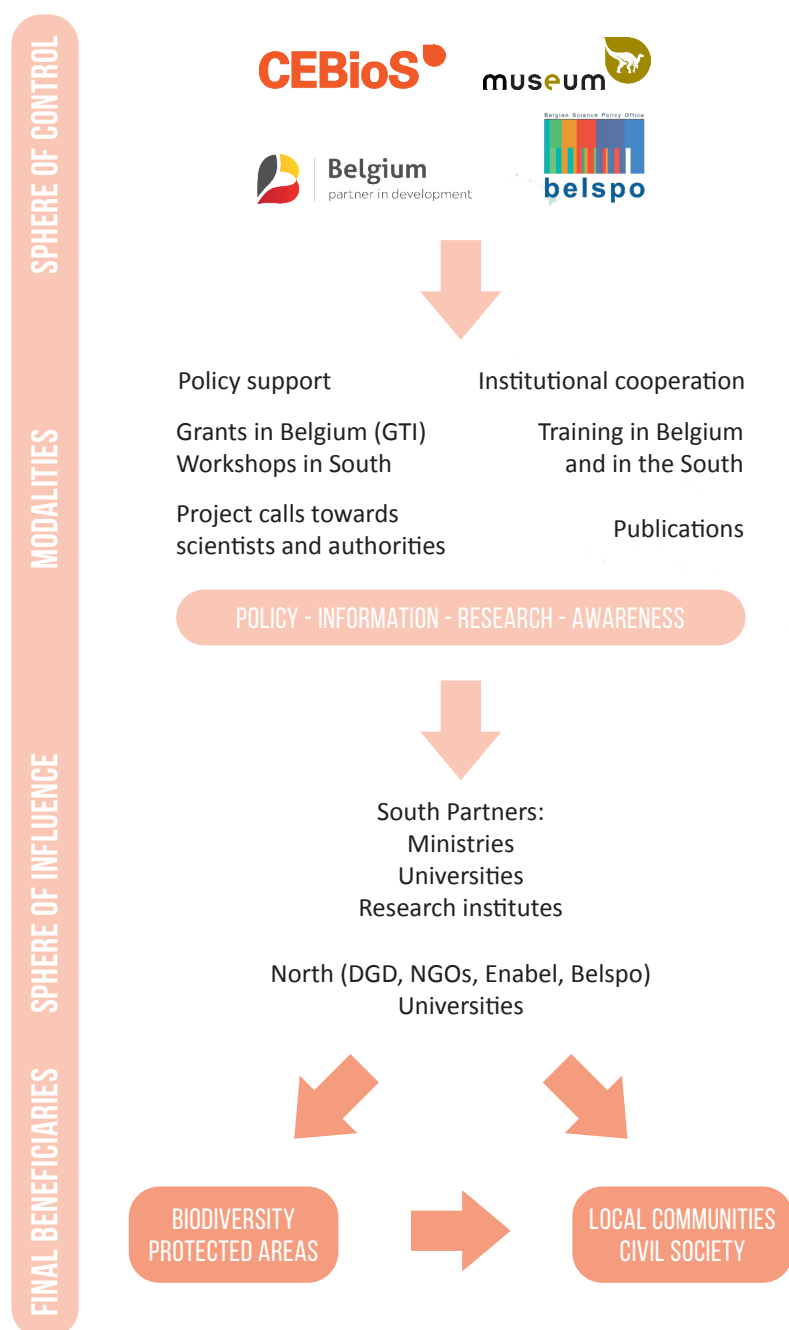 SPHERE OF CONTROL
CEBioS
museum
Belgium
partner in development
Belgian Science Policy Office
belspo
MODALITIES
Policy support
Institutional cooperation
Grants in Belgium (GTI)
Workshops in South
Training in Belgium
and in the South
Project calls towards
scientists and authorities
Publications
POLICY - INFORMATION - RESEARCH - AWARENESS
SPHERE OF INFLUENCE
South Partners:
Ministries
Universities
Research institutes
North (DGD, NGOs, Enabel, Belspo)
Universities
FINAL BENEFICIARIES
BIODIVERSITY
PROTECTED AREAS
LOCAL COMMUNITIES
CIVIL SOCIETY